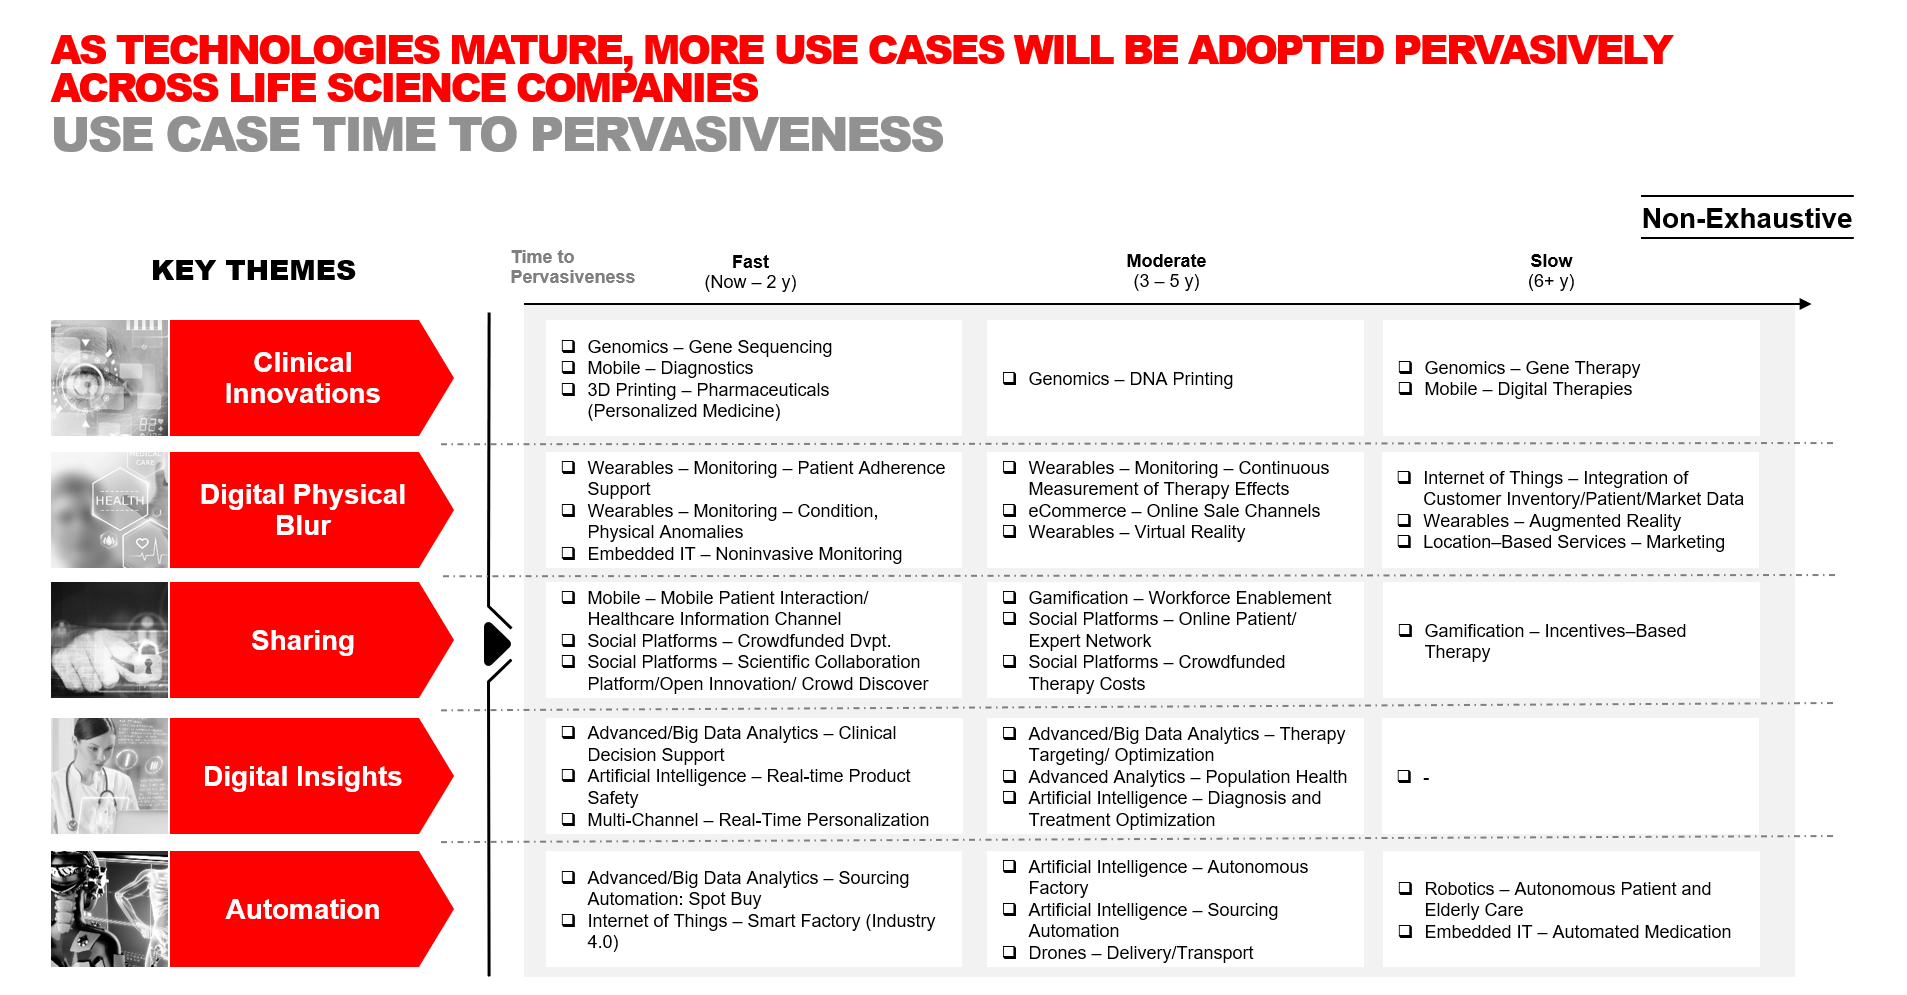 AS TECHNOLOGIES MATURE, MORE USE CASES WILL BE ADOPTED PERVASIVELY
ACROSS LIFE SCIENCE COMPANIES
USE CASE TIME TO PERVASIVENESS
Non-Exhaustive
KEY THEMES
Time to
Pervasiveness
Fast
(Now – 2 y)
Moderate
(3 – 5 y)
Slow
(6+ y)
Clinical
Innovations
❑ Genomics – Gene Sequencing
❑ Mobile – Diagnostics
❑ 3D Printing – Pharmaceuticals
(Personalized Medicine)
❑ Genomics – DNA Printing
❑ Genomics – Gene Therapy
❑ Mobile – Digital Therapies
MEDICAL
CARE
HEALTH
Digital Physical
Blur
❑ Wearables – Monitoring – Patient Adherence
Support
❑ Wearables – Monitoring – Condition,
Physical Anomalies
❑ Embedded IT – Noninvasive Monitoring
❑ Wearables – Monitoring – Continuous
Measurement of Therapy Effects
❑ eCommerce – Online Sale Channels
❑ Wearables – Virtual Reality
❑ Internet of Things – Integration of
Customer Inventory/Patient/Market Data
❑ Wearables – Augmented Reality
❑ Location–Based Services – Marketing
Sharing
❑ Mobile – Mobile Patient Interaction/
Healthcare Information Channel
❑ Social Platforms – Crowdfunded Dvpt.
❑ Social Platforms – Scientific Collaboration
Platform/Open Innovation/ Crowd Discover
❑ Gamification – Workforce Enablement
❑ Social Platforms – Online Patient/
Expert Network
❑ Social Platforms – Crowdfunded
Therapy Costs
❑ Gamification – Incentives–Based
Therapy
Digital Insights
❑ Advanced/Big Data Analytics – Clinical
Decision Support
❑ Artificial Intelligence – Real-time Product
Safety
❑ Multi-Channel – Real-Time Personalization
❑ Advanced/Big Data Analytics – Therapy
Targeting/ Optimization
❑ Advanced Analytics – Population Health
❑ Artificial Intelligence – Diagnosis and
Treatment Optimization
❑ -
Automation
❑ Advanced/Big Data Analytics – Sourcing
Automation: Spot Buy
❑ Internet of Things – Smart Factory (Industry
4.0)
❑ Artificial Intelligence – Autonomous
Factory
❑ Artificial Intelligence – Sourcing
Automation
❑ Drones – Delivery/Transport
❑ Robotics – Autonomous Patient and
Elderly Care
❑ Embedded IT – Automated Medication